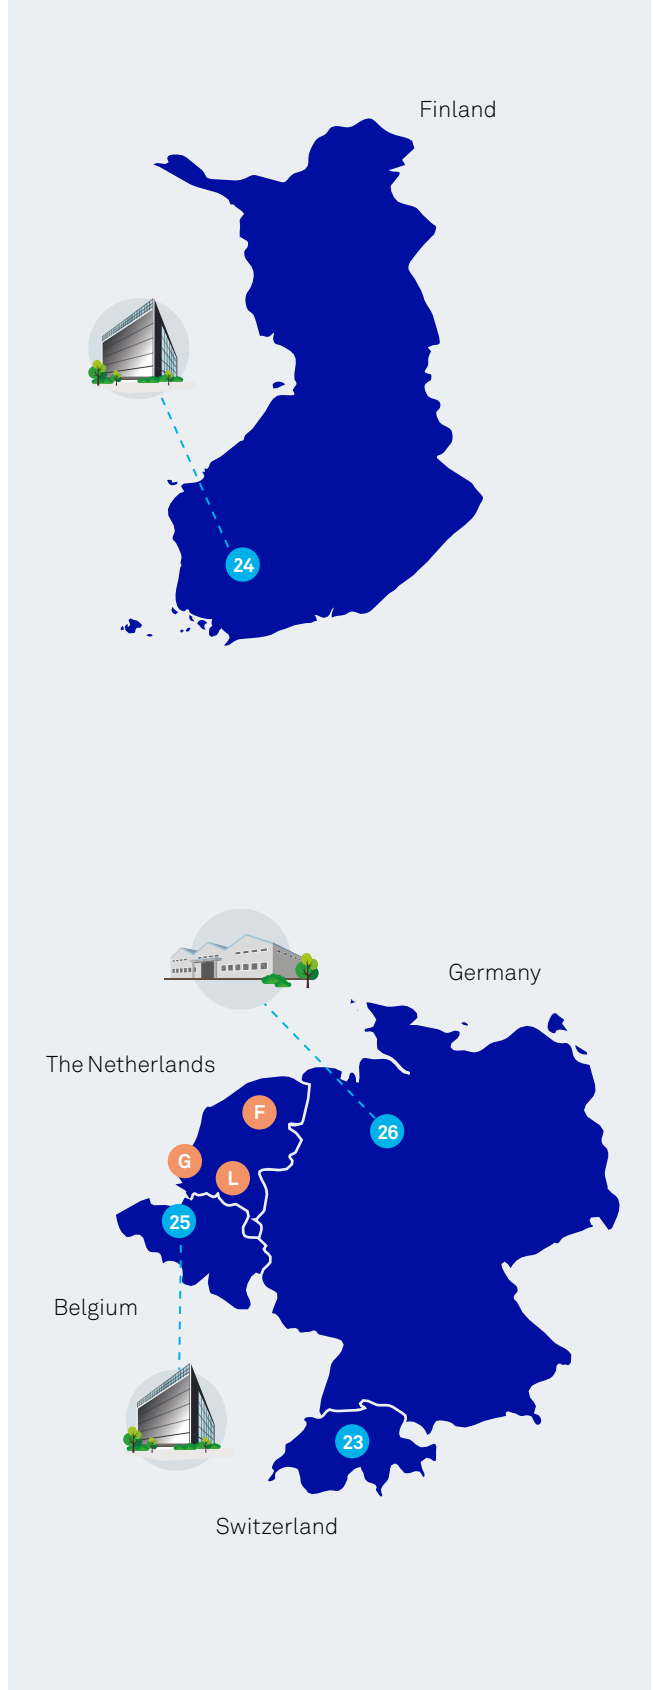 Finland
24
Germany
The Netherlands
F
26
G
L
25
Belgium
23
Switzerland